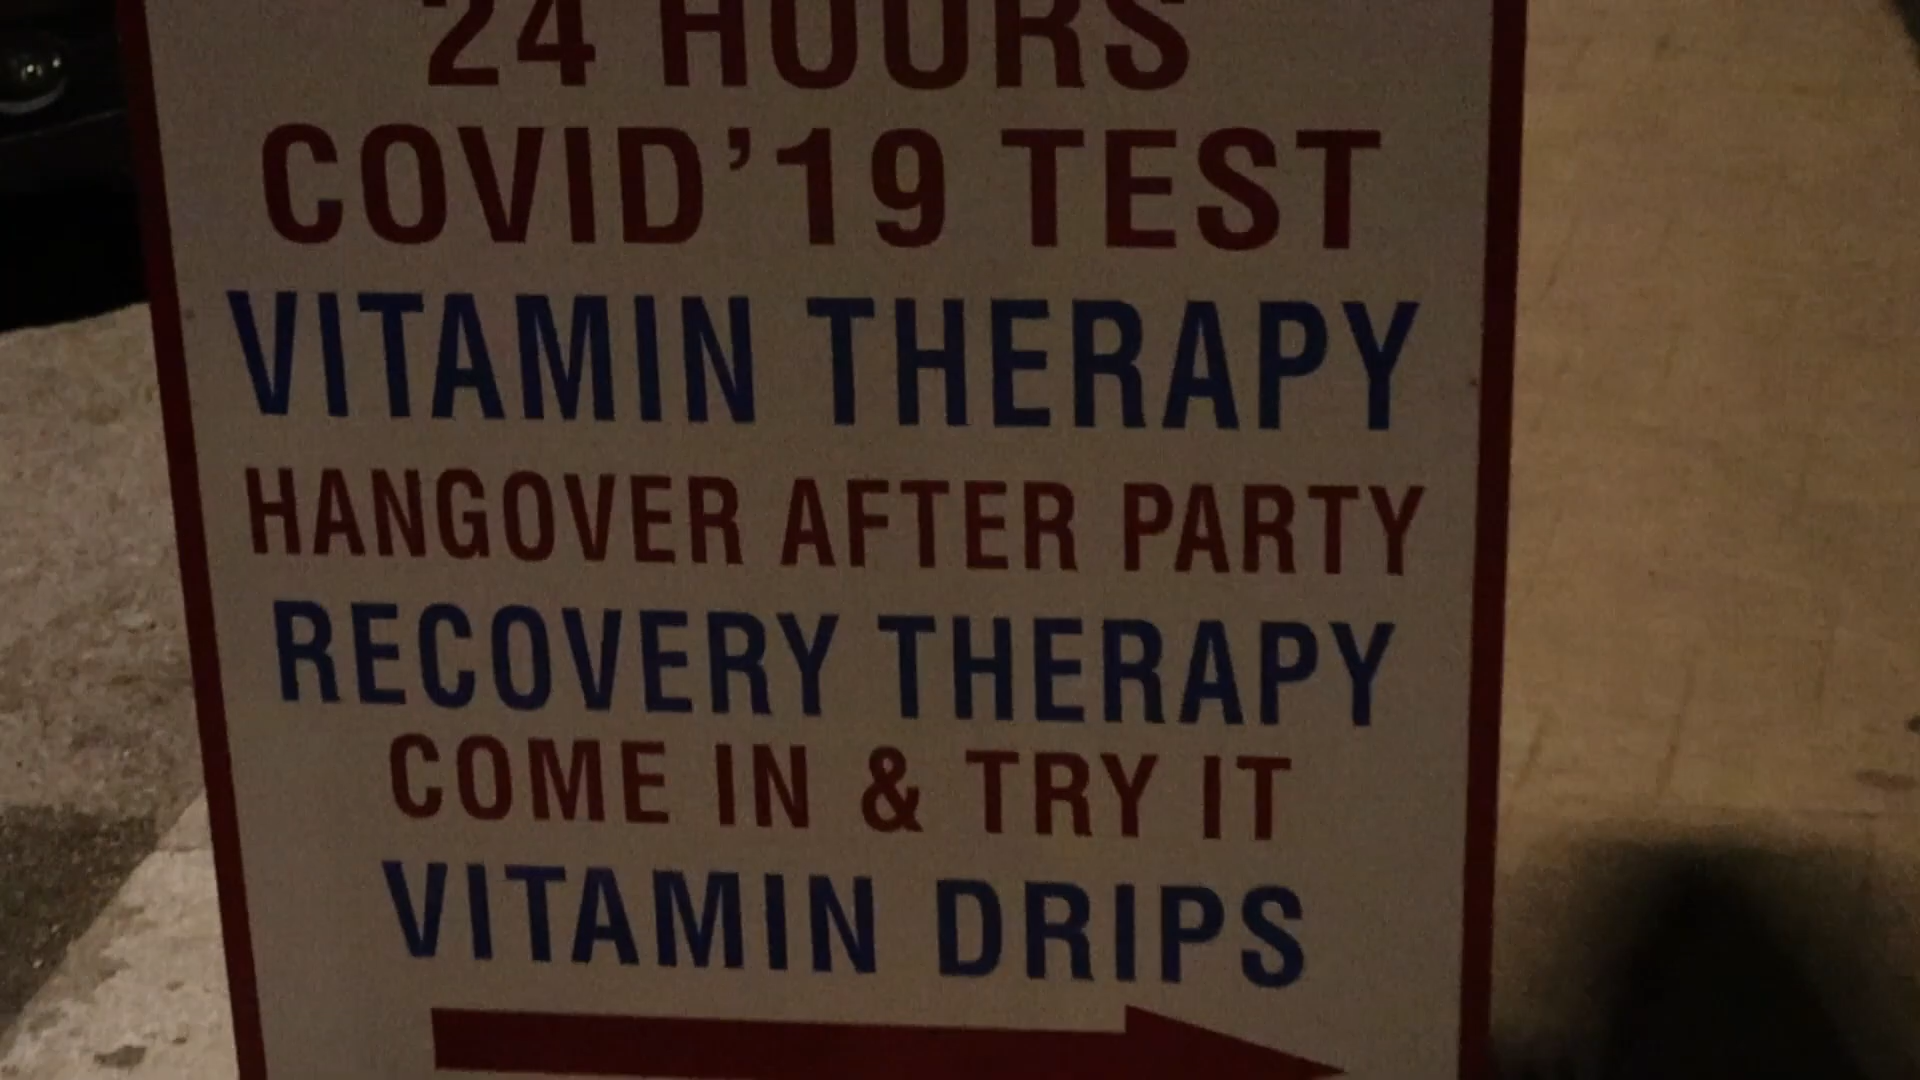 24 HOURS
COVID'19 TEST
VITAMIN THERAPY
HANGOVER AFTER PARTY
RECOVERY THERAPY
COME IN & TRY IT
VITAMIN DRIPS